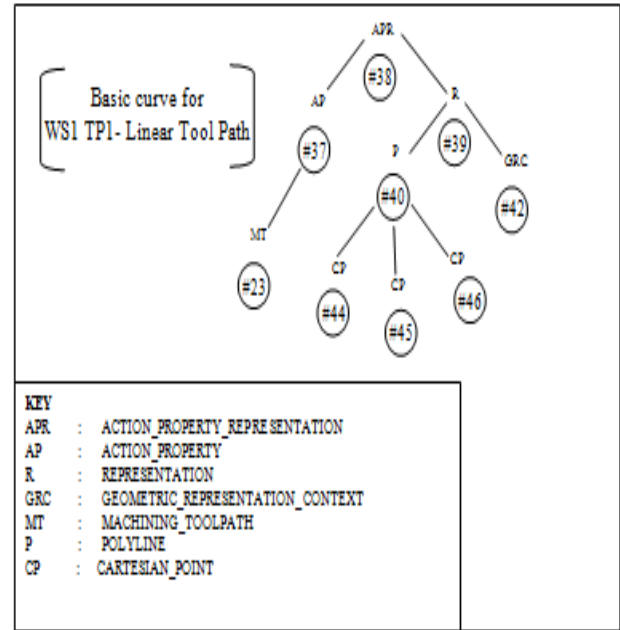 APR
#38
Basic curve for
WS1 TP1- Linear Tool Path
AP
#37
R
#39
P
#40
GRC
#42
MT
#23
CP
#44
CP
#45
CP
#46
KEY
APR : ACTION_PROPERTY_REPRESENTATION
AP : ACTION_PROPERTY
R : REPRESENTATION
GRC : GEOMETRIC_REPRESENTATION_CONTEXT
MT : MACHINING_TOOLPATH
P : POLYLINE
CP : CARTESIAN_POINT